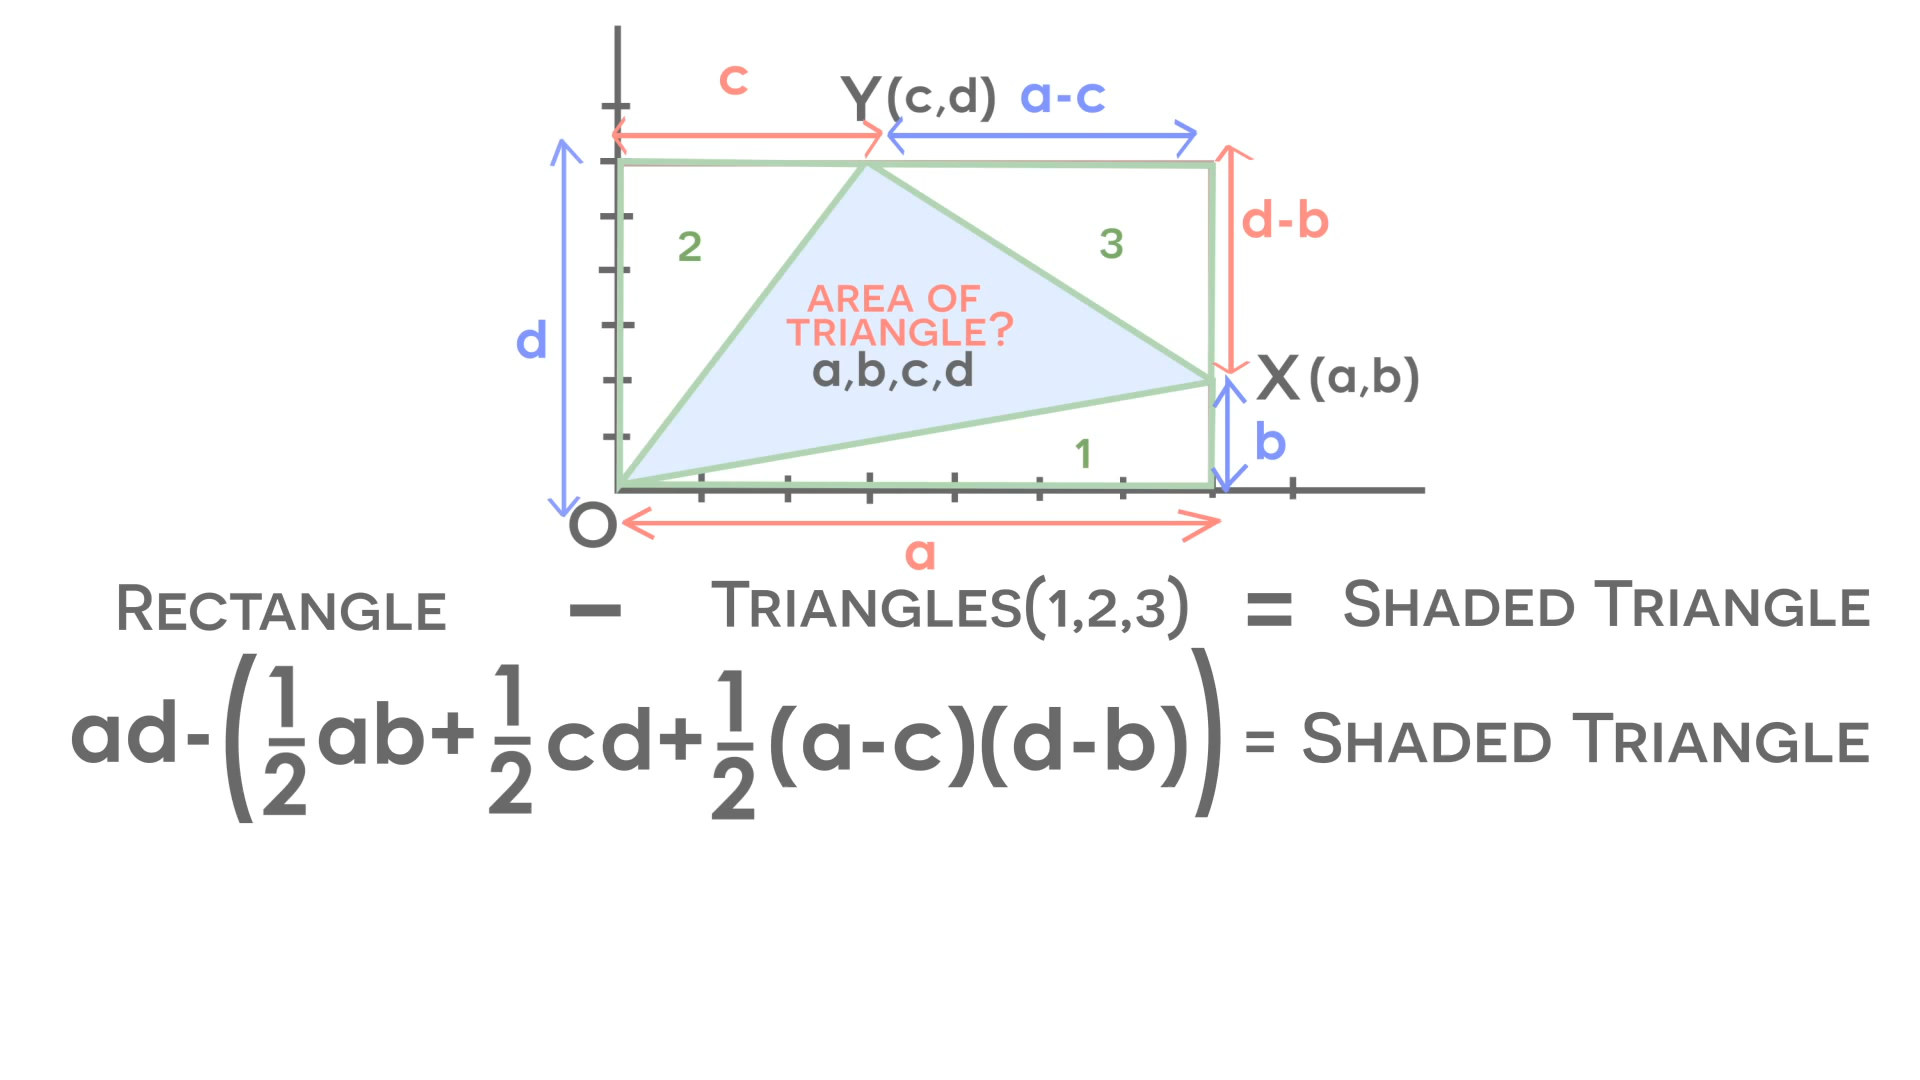 c
Y(c,d) a-c
d-b
2
3
AREA OF
TRIANGLE?
a,b,c,d
d
X(a,b)
b
1
O
a
RECTANGLE - TRIANGLES(1,2,3) = SHADED TRIANGLE
ad-(1/2ab+1/2cd+1/2(a-c)(d-b)) = SHADED TRIANGLE